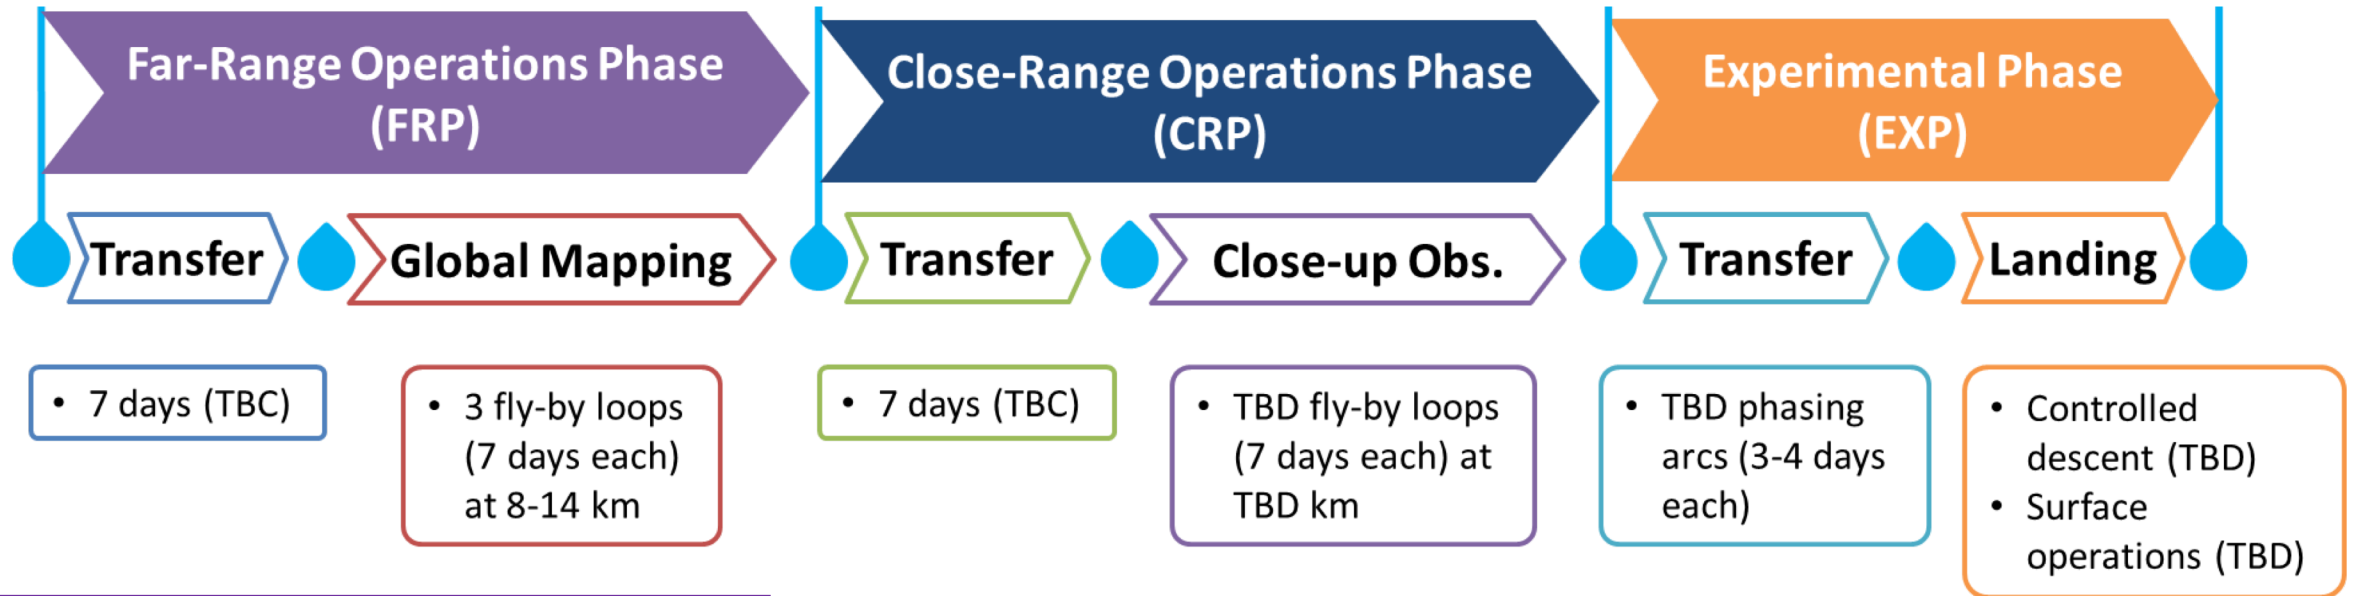 Far-Range Operations Phase
(FRP)
Close-Range Operations Phase
(CRP)
Experimental Phase
(EXP)
Transfer
Global Mapping
Transfer
Close-up Obs.
Transfer
Landing
• 7 days (TBC)
• 3 fly-by loops
(7 days each)
at 8-14 km
• 7 days (TBC)
• TBD fly-by loops
(7 days each) at
TBD km
• TBD phasing
arcs (3-4 days
each)
• Controlled
descent (TBD)
• Surface
operations (TBD)